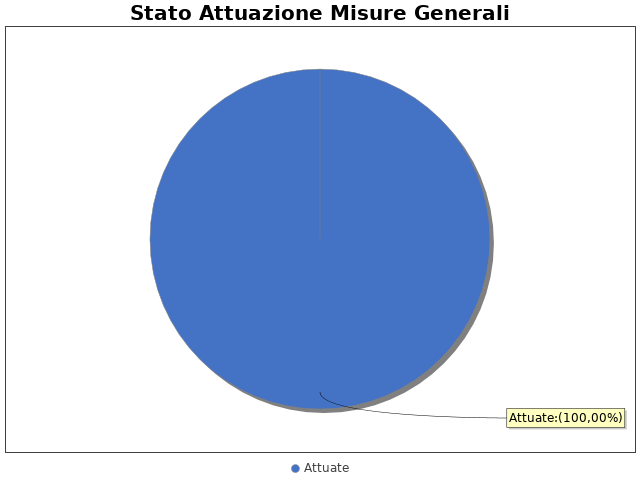 Stato Attuazione Misure Generali
Attuate:(100,00%)
Attuate